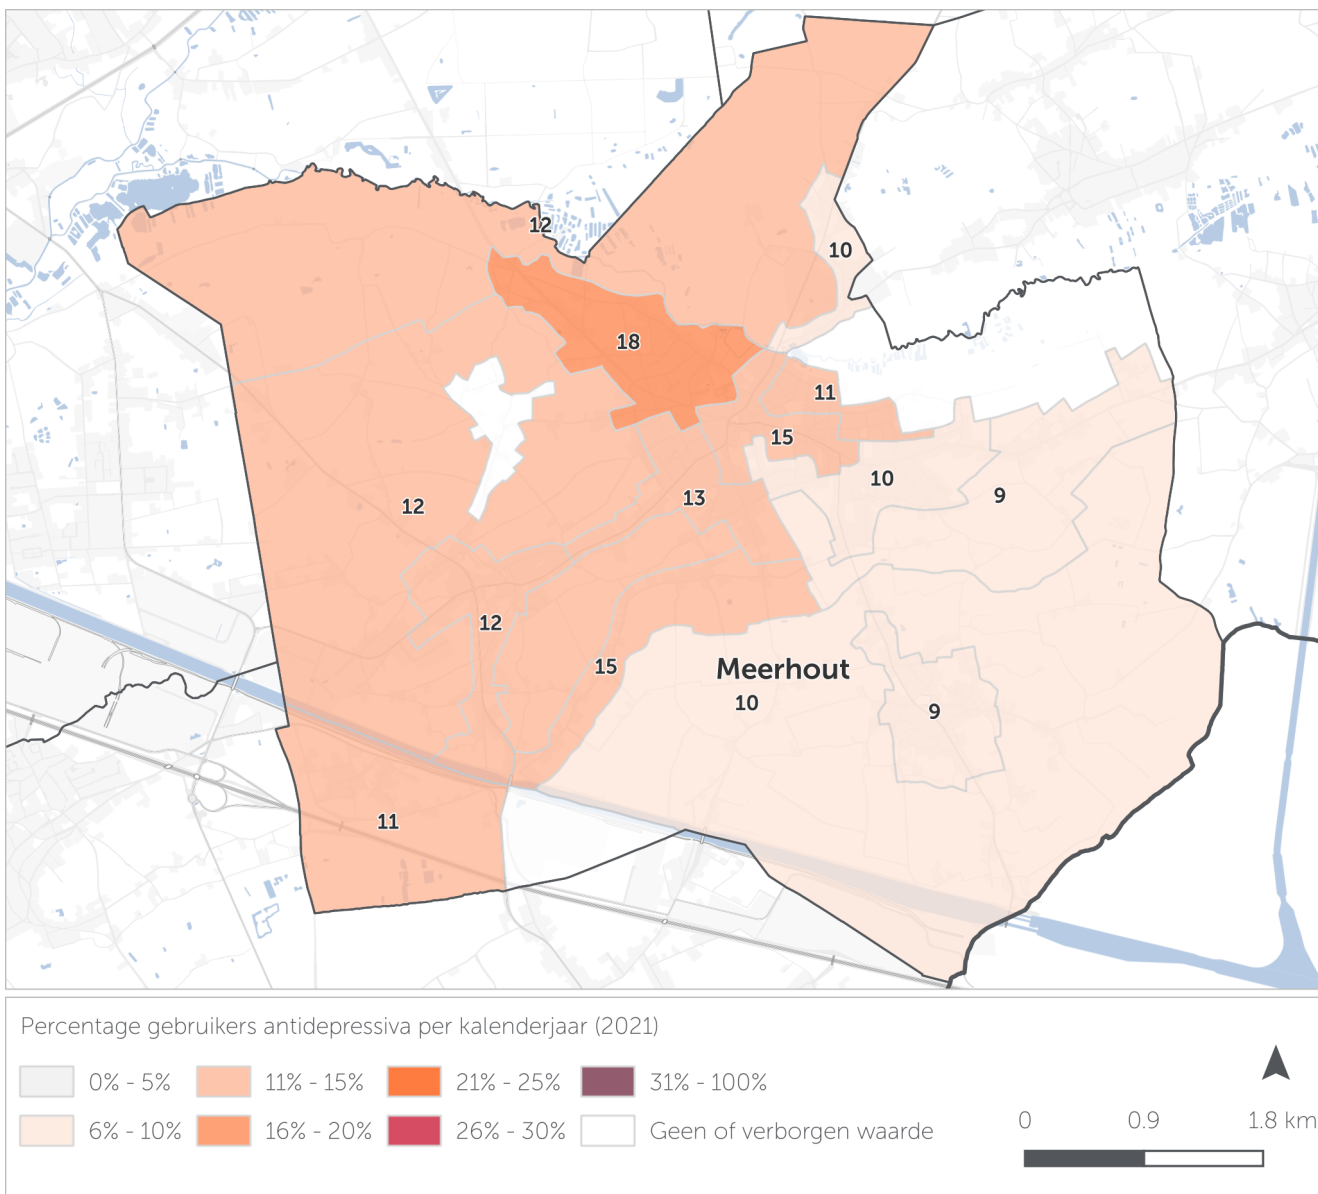 12
10
18
11
15
10
9
13
12
12
15
Meerhout
10
9
11
Percentage gebruikers antidepressiva per kalenderjaar (2021)
0% - 5%
11% - 15%
21% - 25%
31% - 100%
6% - 10%
16% - 20%
26% - 30%
Geen of verborgen waarde
0 0.9 1.8 km